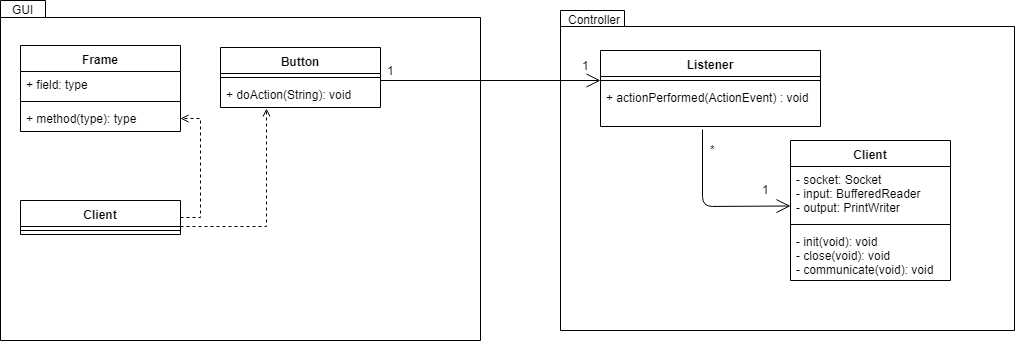 GUI
Frame
+ field: type
+ method(type): type
Button
+ doAction(String): void
Client
1
1
Controller
Listener
+ actionPerformed(ActionEvent) : void
*
1
Client
- socket: Socket
- input: BufferedReader
- output: PrintWriter
- init(void): void
- close(void): void
- communicate(void): void